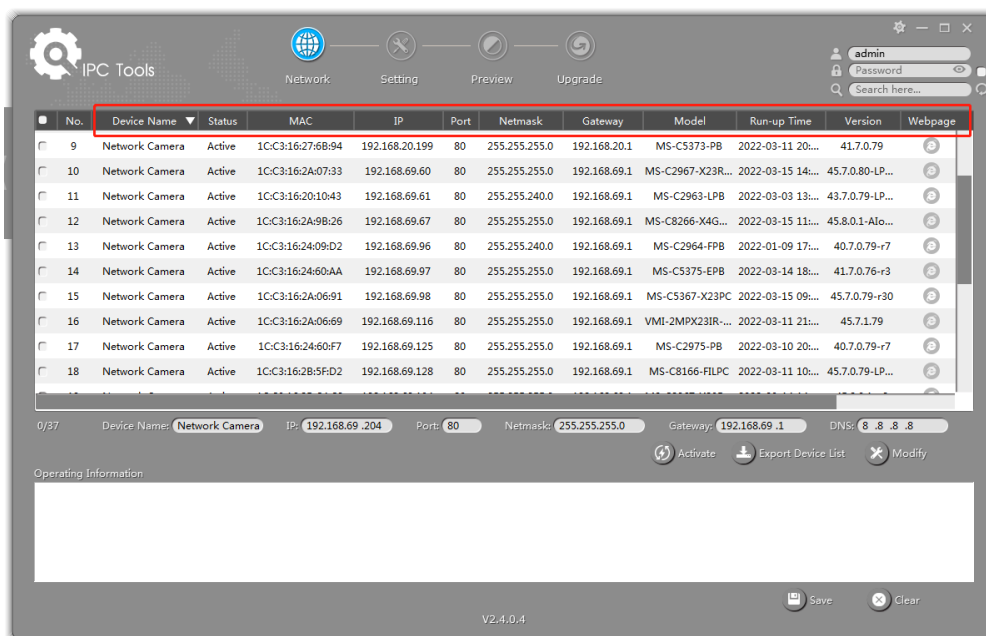 IPC Tools
Network Setting Preview Upgrade
admin
Password
Search here...
No. Device Name ▼ Status MAC IP Port Netmask Gateway Model Run-up Time Version Webpage
9 Network Camera Active 1C:C3:16:27:6B:94 192.168.20.199 80 255.255.255.0 192.168.20.1 MS-C5373-PB 2022-03-11 20:... 41.7.0.79
10 Network Camera Active 1C:C3:16:2A:07:33 192.168.69.60 80 255.255.255.0 192.168.69.1 MS-C2967-X23R... 2022-03-15 14:... 45.7.0.80-LP...
11 Network Camera Active 1C:C3:16:20:10:43 192.168.69.61 80 255.255.240.0 192.168.69.1 MS-C2963-LPB 2022-03-03 13:... 43.7.0.79-LP...
12 Network Camera Active 1C:C3:16:2A:9B:26 192.168.69.67 80 255.255.255.0 192.168.69.1 MS-C8266-X4G... 2022-03-15 11:... 45.8.0.1-AIo...
13 Network Camera Active 1C:C3:16:24:09:D2 192.168.69.96 80 255.255.240.0 192.168.69.1 MS-C2964-FPB 2022-01-09 17:... 40.7.0.79-r7
14 Network Camera Active 1C:C3:16:24:60:AA 192.168.69.97 80 255.255.255.0 192.168.69.1 MS-C5375-EPB 2022-03-14 18:... 41.7.0.76-r3
15 Network Camera Active 1C:C3:16:2A:06:91 192.168.69.98 80 255.255.255.0 192.168.69.1 MS-C5367-X23PC 2022-03-15 09:... 45.7.0.79-r30
16 Network Camera Active 1C:C3:16:2A:06:69 192.168.69.116 80 255.255.255.0 192.168.69.1 VMI-2MPX23IR-... 2022-03-11 21:... 45.7.1.79
17 Network Camera Active 1C:C3:16:24:60:F7 192.168.69.125 80 255.255.255.0 192.168.69.1 MS-C2975-PB 2022-03-10 20:... 40.7.0.79-r7
18 Network Camera Active 1C:C3:16:2B:5F:D2 192.168.69.128 80 255.255.255.0 192.168.69.1 MS-C8166-FILPC 2022-03-11 10:... 45.7.0.79-LP...
0/37 Device Name: Network Camera IP: 192.168.69 .204 Port: 80 Netmask: 255.255.255.0 Gateway: 192.168.69 .1 DNS: 8 .8 .8 .8
Activate Export Device List Modify
Operating Information
Save Clear
V2.4.0.4